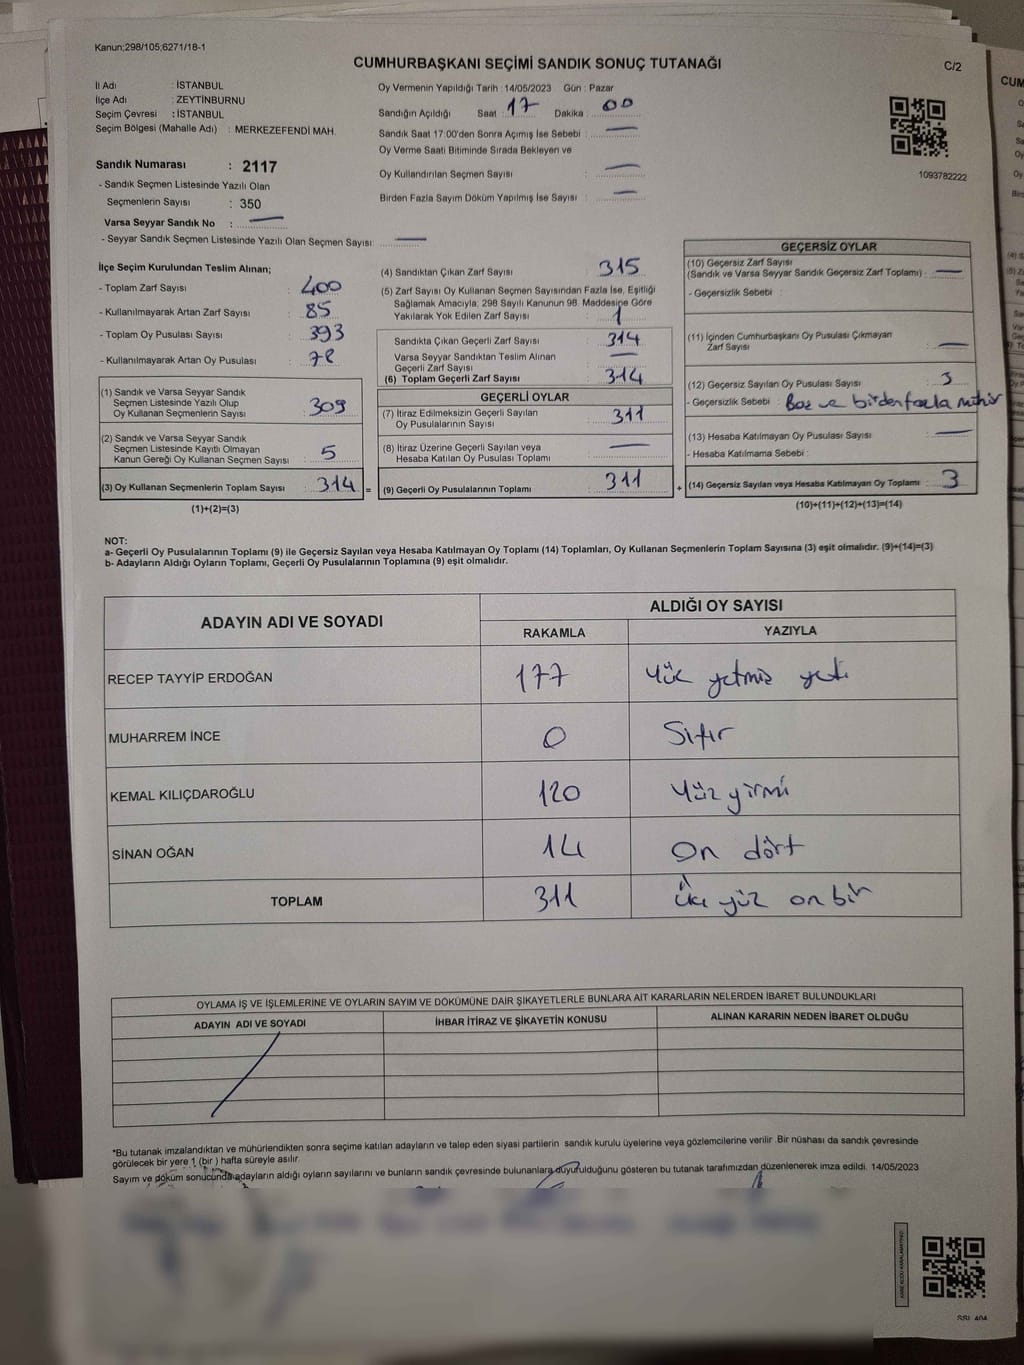 Kanun;298/105;6271/18-1
CUMHURBAŞKANI SEÇİMİ SANDIK SONUÇ TUTANAĞI
C/2
İl Adı : İSTANBUL
İlçe Adı : ZEYTİNBURNU
Seçim Çevresi : İSTANBUL
Seçim Bölgesi (Mahalle Adı) : MERKEZEFENDİ MAH.
Oy Vermenin Yapıldığı Tarih : 14/05/2023 Gün : Pazar
Sandığın Açıldığı Saat : 17 Dakika : 00
Sandık Saat 17:00'den Sonra Açılmış İse Sebebi : —
Oy Verme Saati Bitiminde Sırada Bekleyen ve
Oy Kullandırılan Seçmen Sayısı : —
Birden Fazla Sayım Döküm Yapılmış İse Sayısı : —
1093782222
Sandık Numarası : 2117
- Sandık Seçmen Listesinde Yazılı Olan
Seçmenlerin Sayısı : 350
Varsa Seyyar Sandık No : —
- Seyyar Sandık Seçmen Listesinde Yazılı Olan Seçmen Sayısı: —
İlçe Seçim Kurulundan Teslim Alınan;
- Toplam Zarf Sayısı : 400
- Kullanılmayarak Artan Zarf Sayısı : 85
- Toplam Oy Pusulası Sayısı : 393
- Kullanılmayarak Artan Oy Pusulası : 78
(1) Sandık ve Varsa Seyyar Sandık
Seçmen Listesinde Yazılı Olup
Oy Kullanan Seçmenlerin Sayısı : 309
(2) Sandık ve Varsa Seyyar Sandık
Seçmen Listesinde Kayıtlı Olmayan
Kanun Gereği Oy Kullanan Seçmen Sayısı : 5
(3) Oy Kullanan Seçmenlerin Toplam Sayısı : 314 =
(1)+(2)=(3)
(4) Sandıktan Çıkan Zarf Sayısı : 315
(5) Zarf Sayısı Oy Kullanan Seçmen Sayısından Fazla İse, Eşitliği
Sağlamak Amacıyla; 298 Sayılı Kanunun 98. Maddesine Göre
Yakılarak Yok Edilen Zarf Sayısı : 1
Sandıkta Çıkan Geçerli Zarf Sayısı : 314
Varsa Seyyar Sandıktan Teslim Alınan
Geçerli Zarf Sayısı : —
(6) Toplam Geçerli Zarf Sayısı : 314
GEÇERLİ OYLAR
(7) İtiraz Edilmeksizin Geçerli Sayılan
Oy Pusulalarının Sayısı : 311
(8) İtiraz Üzerine Geçerli Sayılan veya
Hesaba Katılan Oy Pusulası Toplamı : —
(9) Geçerli Oy Pusulalarının Toplamı : 311 +
GEÇERSİZ OYLAR
(10) Geçersiz Zarf Sayısı
(Sandık ve Varsa Seyyar Sandık Geçersiz Zarf Toplamı) : —
- Geçersizlik Sebebi :
(11) İçinden Cumhurbaşkanı Oy Pusulası Çıkmayan
Zarf Sayısı : —
(12) Geçersiz Sayılan Oy Pusulası Sayısı : 3
- Geçersizlik Sebebi : Boş ve birden fazla mühür
(13) Hesaba Katılmayan Oy Pusulası Sayısı : —
- Hesaba Katılmama Sebebi :
(14) Geçersiz Sayılan veya Hesaba Katılmayan Oy Toplamı : 3
(10)+(11)+(12)+(13)=(14)
NOT:
a- Geçerli Oy Pusulalarının Toplamı (9) ile Geçersiz Sayılan veya Hesaba Katılmayan Oy Toplamı (14) Toplamları, Oy Kullanan Seçmenlerin Toplam Sayısına (3) eşit olmalıdır. (9)+(14)=(3)
b- Adayların Aldığı Oyların Toplamı, Geçerli Oy Pusulalarının Toplamına (9) eşit olmalıdır.
ADAYIN ADI VE SOYADI
ALDIĞI OY SAYISI
RAKAMLA YAZIYLA
RECEP TAYYİP ERDOĞAN 177 Yüz yetmiş yedi
MUHARREM İNCE 0 Sıfır
KEMAL KILIÇDAROĞLU 120 Yüz yirmi
SİNAN OĞAN 14 On dört
TOPLAM 311 Üç yüz on bir
OYLAMA İŞ VE İŞLEMLERİNE VE OYLARIN SAYIM VE DÖKÜMÜNE DAİR ŞİKAYETLERLE BUNLARA AİT KARARLARIN NELERDEN İBARET BULUNDUKLARI
ADAYIN ADI VE SOYADI İHBAR İTİRAZ VE ŞİKAYETİN KONUSU ALINAN KARARIN NEDEN İBARET OLDUĞU
*Bu tutanak imzalandıktan ve mühürlendikten sonra seçime katılan adayların ve talep eden siyasi partilerin sandık kurulu üyelerine veya gözlemcilerine verilir. Bir nüshası da sandık çevresinde
görülecek bir yere 1 (bir ) hafta süreyle asılır.
Sayım ve döküm sonucunda adayların aldığı oyların sayılarını ve bunların sandık çevresinde bulunanlara duyurulduğunu gösteren bu tutanak tarafımızdan düzenlenerek imza edildi. 14/05/2023